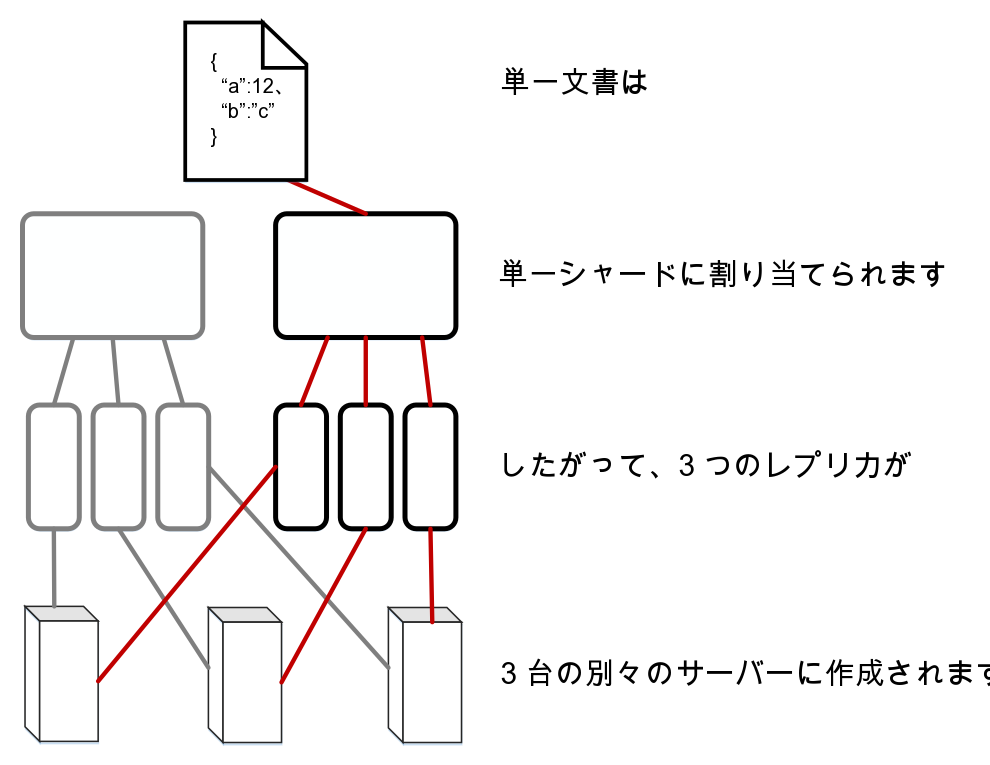 {
“a”:12、
“b”:”c”
}
単一文書は
単一シャードに割り当てられます
したがって、3 つのレプリカが
3 台の別々のサーバーに作成されます